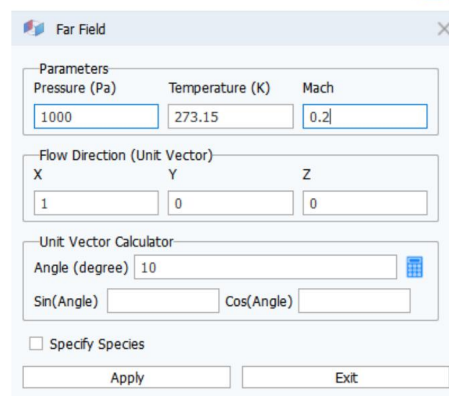 Far Field
Parameters
Pressure (Pa) Temperature (K) Mach
1000 273.15 0.2
Flow Direction (Unit Vector)
X Y Z
1 0 0
Unit Vector Calculator
Angle (degree) 10
Sin(Angle) Cos(Angle)
Specify Species
Apply Exit